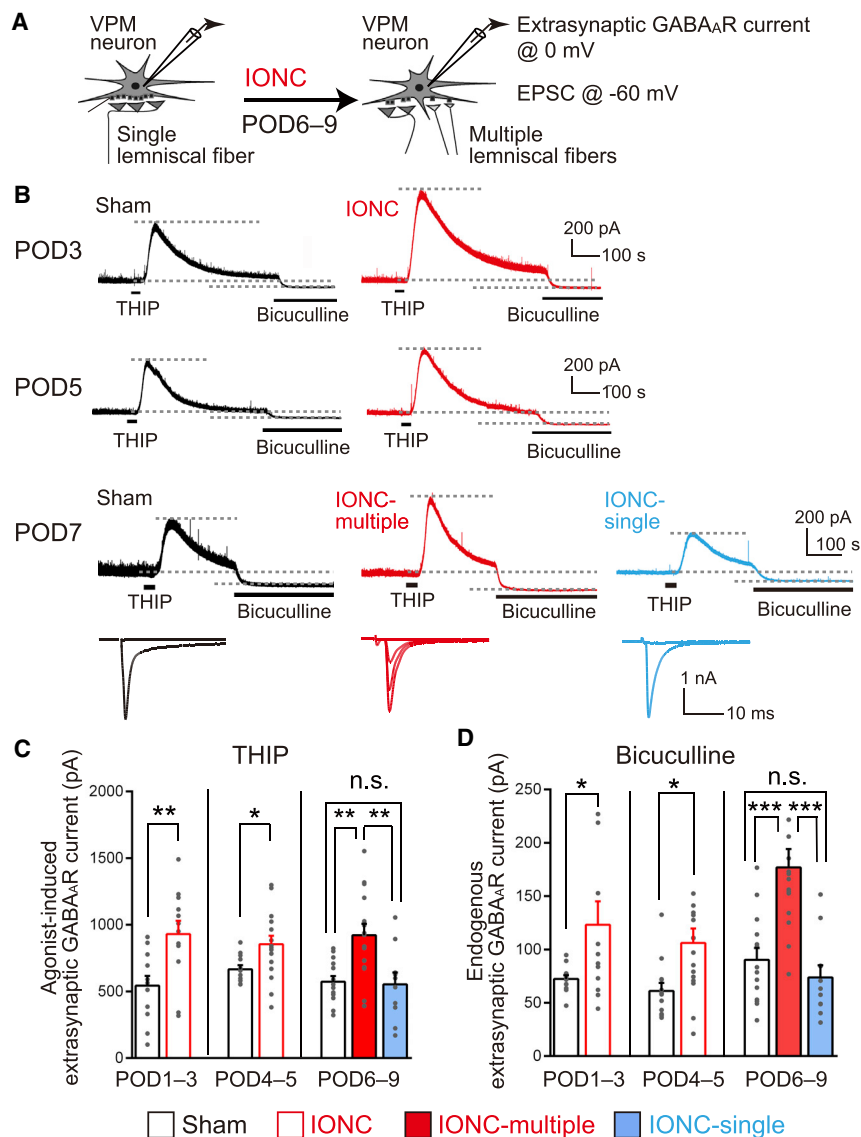 A
VPM
neuron
Single
lemniscal fiber
IONC
POD6–9
VPM
neuron
Multiple
lemniscal fibers
Extrasynaptic GABAAR current
@ 0 mV
EPSC @ -60 mV
B
POD3
Sham
THIP
Bicuculline
IONC
THIP
Bicuculline
200 pA
100 s
POD5
THIP
Bicuculline
THIP
Bicuculline
200 pA
100 s
POD7
Sham
THIP
Bicuculline
IONC-
multiple
THIP
Bicuculline
IONC-
single
THIP
Bicuculline
200 pA
100 s
1 nA
10 ms
C
THIP
Agonist-induced
extrasynaptic GABAAR current (pA)
2000
1500
1000
500
0
**
*
n.s.
** **
POD1–3 POD4–5 POD6–9
D
Bicuculline
Endogenous
extrasynaptic GABAAR current (pA)
250
200
150
100
50
0
*
*
n.s.
*** ***
POD1–3 POD4–5 POD6–9
Sham IONC IONC-multiple IONC-single